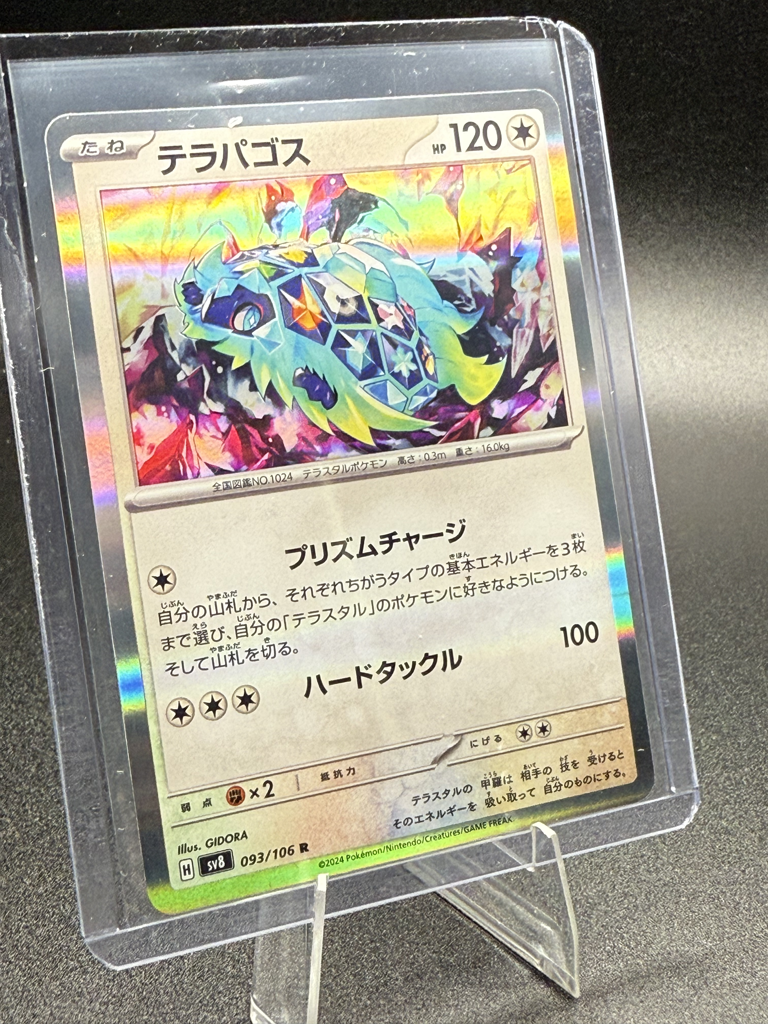 たね テラパゴス HP 120
全国図鑑NO.1024 テラスタルポケモン 高さ:0.3m 重さ:16.0kg
プリズムチャージ
自分の山札から、それぞれちがうタイプの基本エネルギーを3枚
まで選び、自分の「テラスタル」のポケモンに好きなようにつける。
そして山札を切る。
ハードタックル 100
弱点 ×2 抵抗力 にげる
テラスタルの甲羅は相手の技を受けると
そのエネルギーを吸い取って自分のものにする。
Illus. GIDORA
H sv8 093/106 R
©2024 Pokémon/Nintendo/Creatures/GAME FREAK